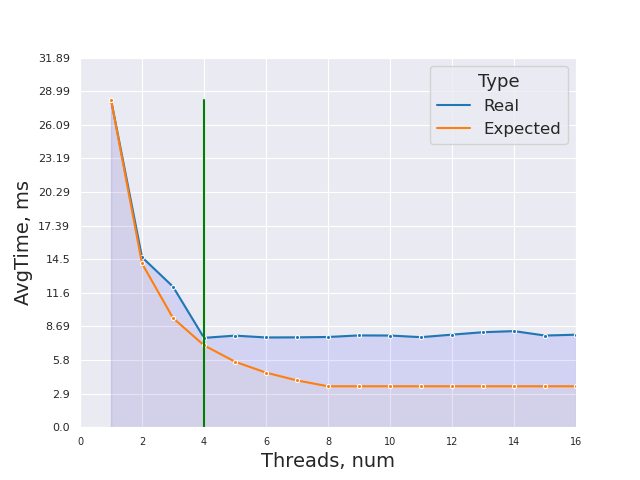 31.89
28.99
26.09
23.19
20.29
17.39
14.5
11.6
8.69
5.8
2.9
0.0
AvgTime, ms
0 2 4 6 8 10 12 14 16
Threads, num
Type
Real
Expected